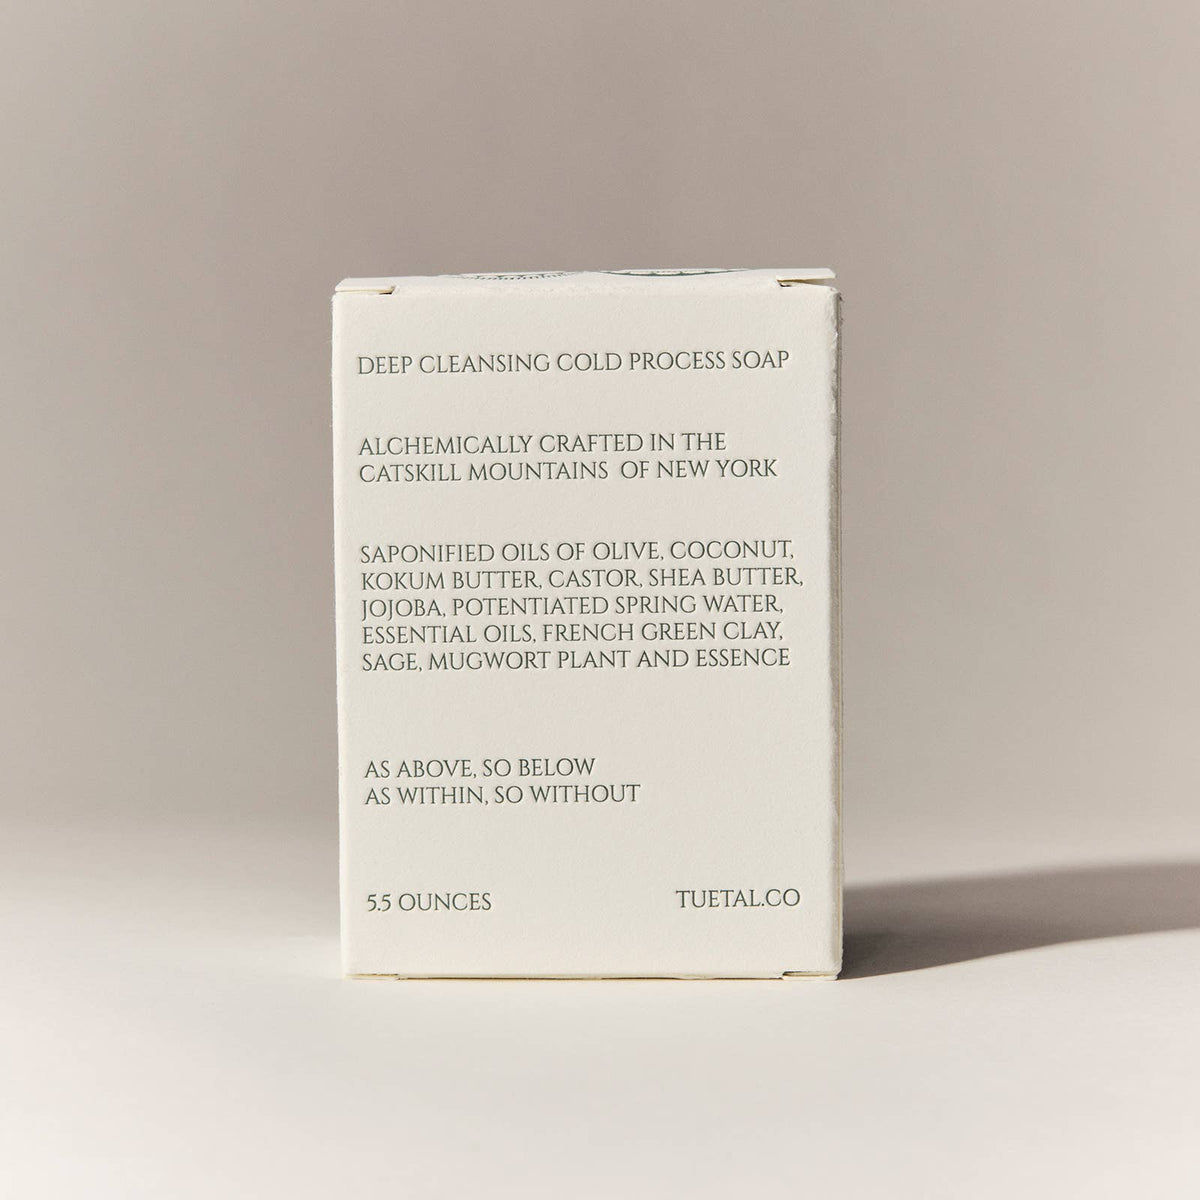 DEEP CLEANSING COLD PROCESS SOAP
ALCHEMICALLY CRAFTED IN THE
CATSKILL MOUNTAINS OF NEW YORK
SAPONIFIED OILS OF OLIVE, COCONUT,
KOKUM BUTTER, CASTOR, SHEA BUTTER,
JOJOBA, POTENTIATED SPRING WATER,
ESSENTIAL OILS, FRENCH GREEN CLAY,
SAGE, MUGWORT PLANT AND ESSENCE
AS ABOVE, SO BELOW
AS WITHIN, SO WITHOUT
5.5 OUNCES TUETAL.CO